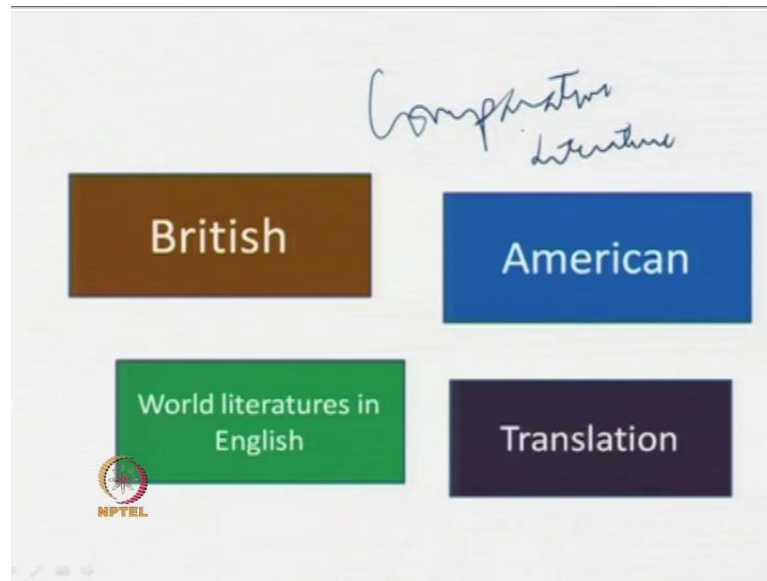 Comparative
Literature
British
American
World literatures in
English
Translation
NPTEL